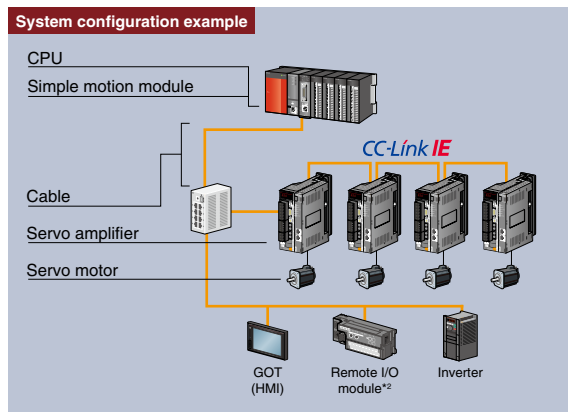 System configuration example
CPU
Simple motion module
CC-Link IE
Cable
Servo amplifier
Servo motor
GOT
(HMI)
Remote I/O
module*2
Inverter